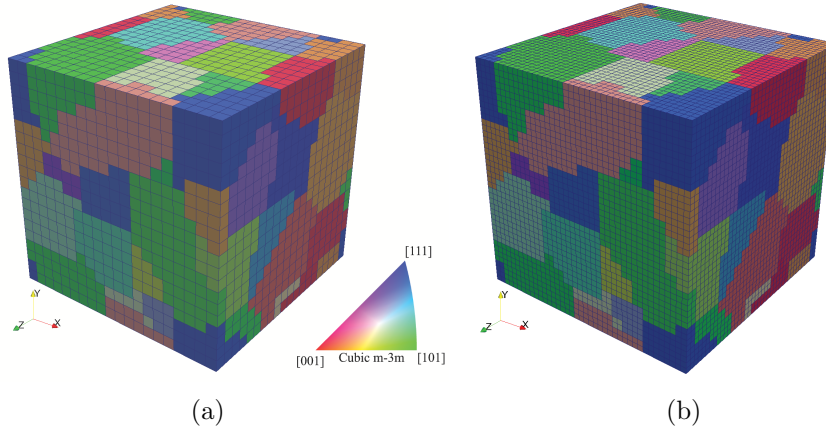 [111]
Y
Z
X
[001]
Cubic m-3m
[101]
Y
Z
X
(a)
(b)